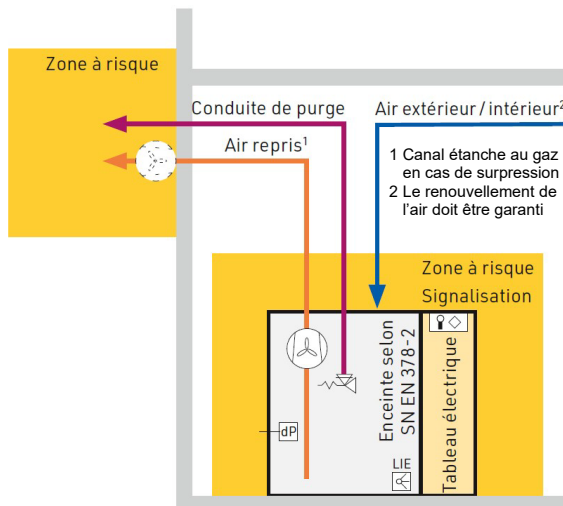 Zone à risque
Conduite de purge
Air extérieur / intérieur²
Air repris¹
1 Canal étanche au gaz
en cas de surpression
2 Le renouvellement de
l'air doit être garanti
Zone à risque
Signalisation
Enceinte selon
SN EN 378-2
Tableau électrique
dP
LIE